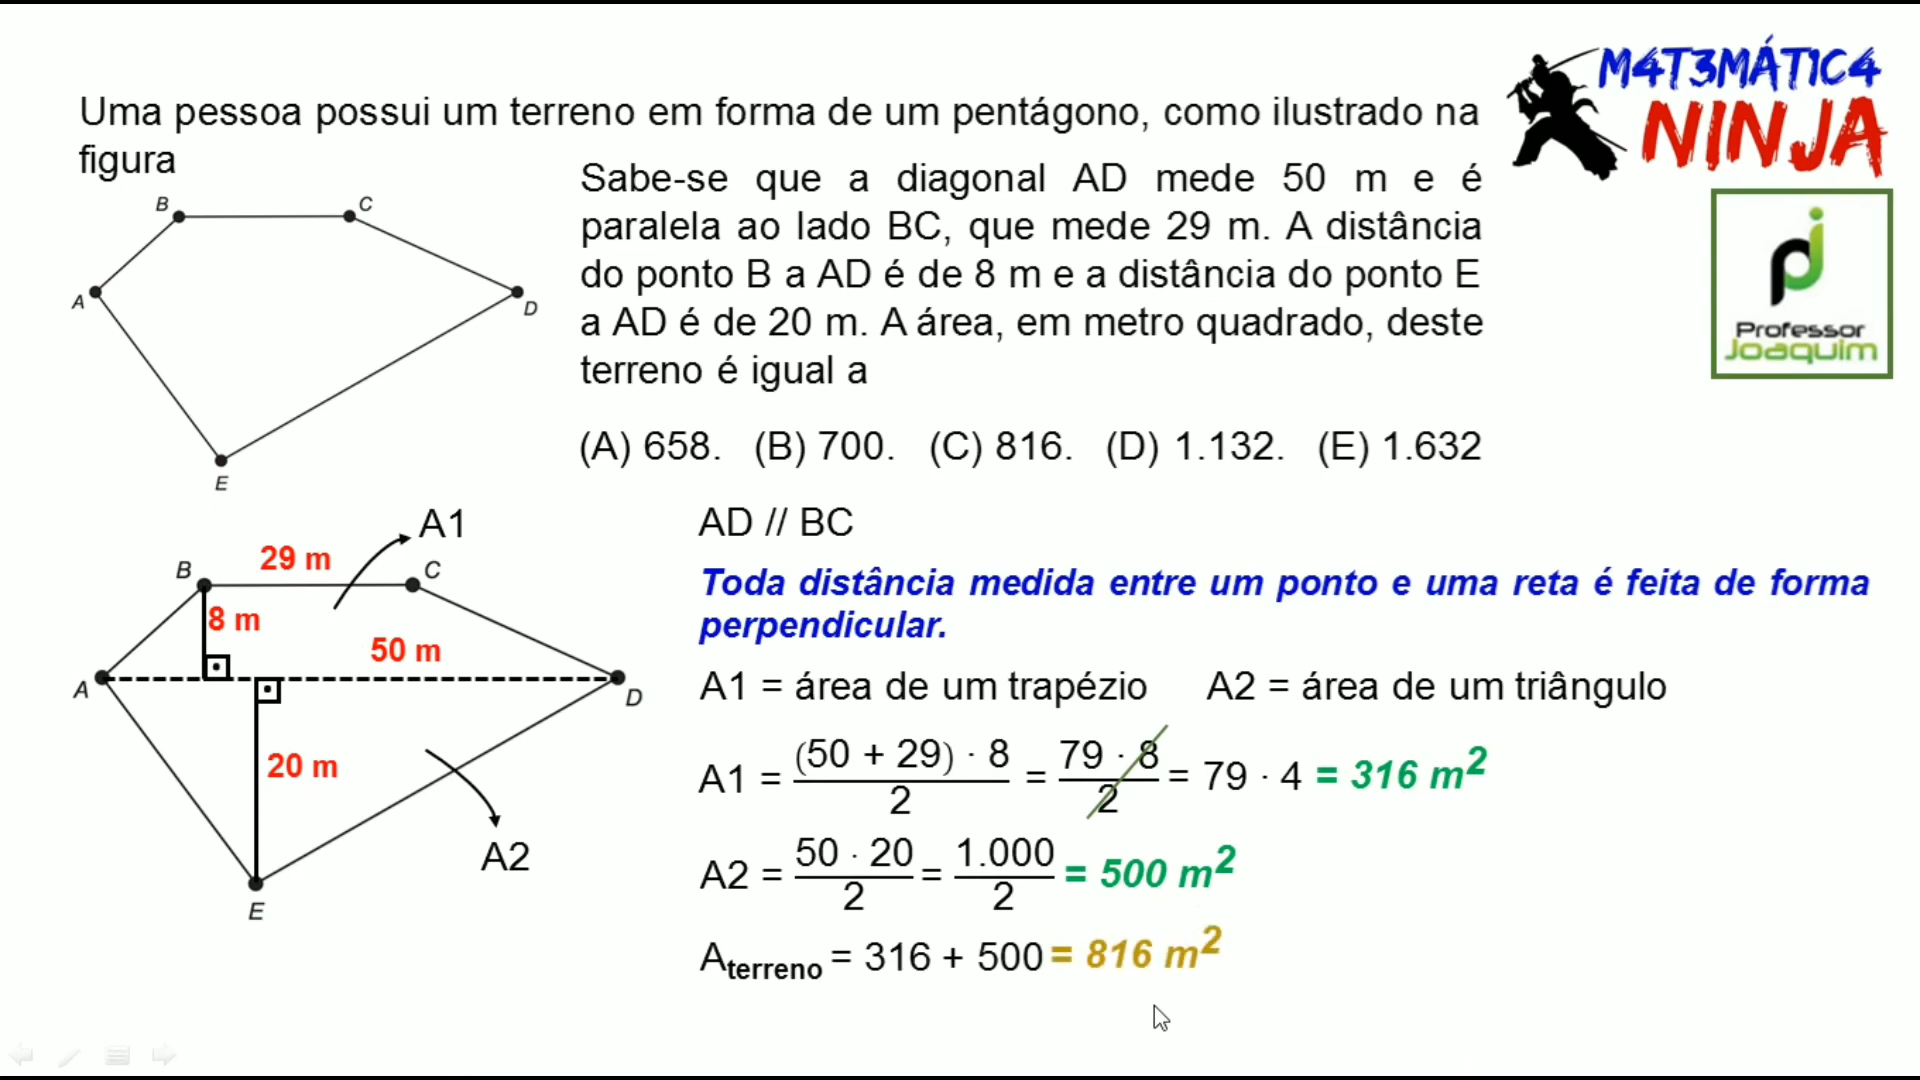 M4T3MÁT1C4
NINJA
Uma pessoa possui um terreno em forma de um pentágono, como ilustrado na
figura
Sabe-se que a diagonal AD mede 50 m e é
paralela ao lado BC, que mede 29 m. A distância
do ponto B a AD é de 8 m e a distância do ponto E
a AD é de 20 m. A área, em metro quadrado, deste
terreno é igual a
B
C
A
D
E
Professor
Joaquim
(A) 658. (B) 700. (C) 816. (D) 1.132. (E) 1.632
A1
29 m
B
C
8 m
50 m
A
D
20 m
A2
E
AD // BC
Toda distância medida entre um ponto e uma reta é feita de forma
perpendicular.
A1 = área de um trapézio A2 = área de um triângulo
A1 = (50 + 29) · 8 / 2 = 79 · 8 / 2 = 79 · 4 = 316 m²
A2 = 50 · 20 / 2 = 1.000 / 2 = 500 m²
Aterreno = 316 + 500 = 816 m²